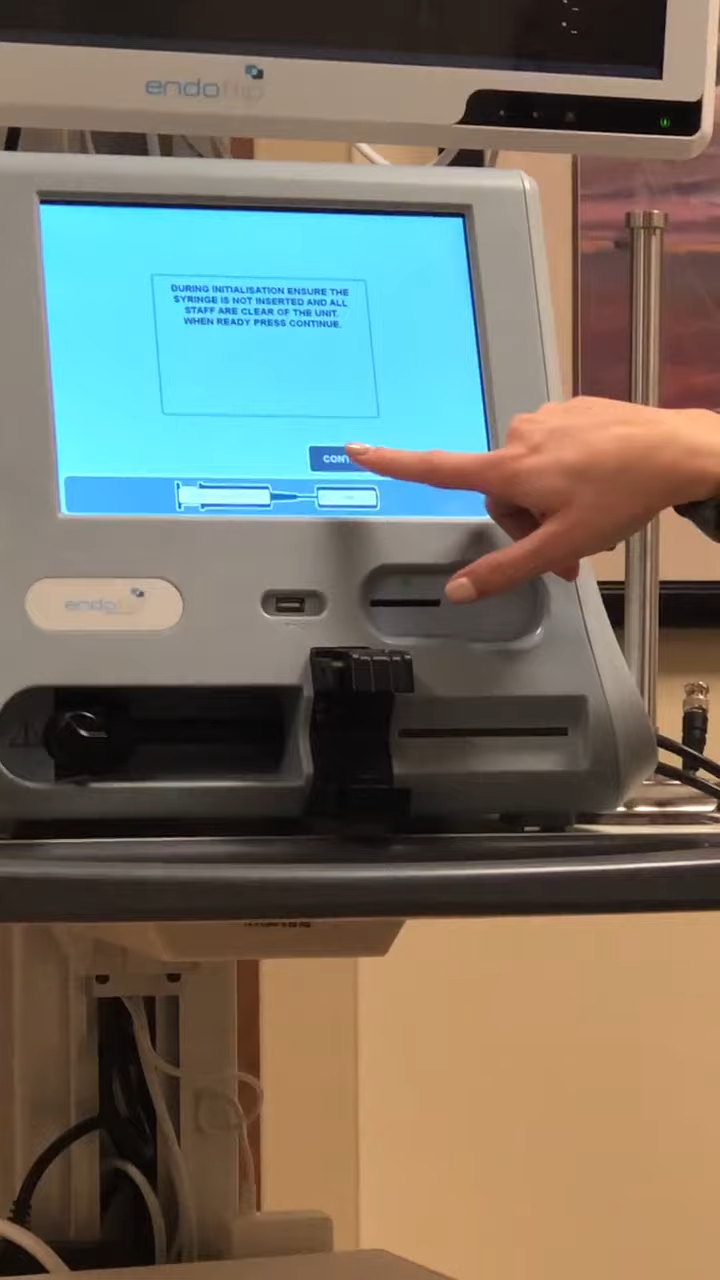 endoflip
DURING INITIALISATION ENSURE THE
SYRINGE IS NOT INSERTED AND ALL
STAFF ARE CLEAR OF THE UNIT.
WHEN READY PRESS CONTINUE.
CONT
endoflip